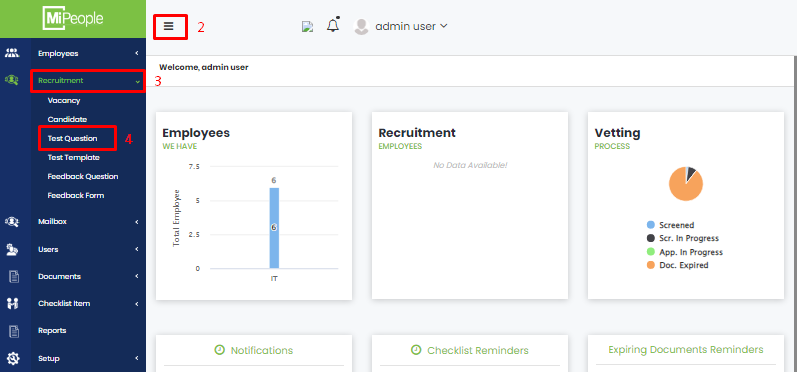 MiPeople
2
admin user
Employees
Recruitment
3
Vacancy
Candidate
Test Question
4
Test Template
Feedback Question
Feedback Form
Mailbox
Users
Documents
Checklist Item
Reports
Setup
Welcome, admin user
Employees
WE HAVE
7.5
5
2.5
0
Total Employee
6
6
IT
Recruitment
EMPLOYEES
No Data Available!
Vetting
PROCESS
Screened
Scr. In Progress
App. In Progress
Doc. Expired
Notifications
Checklist Reminders
Expiring Documents Reminders